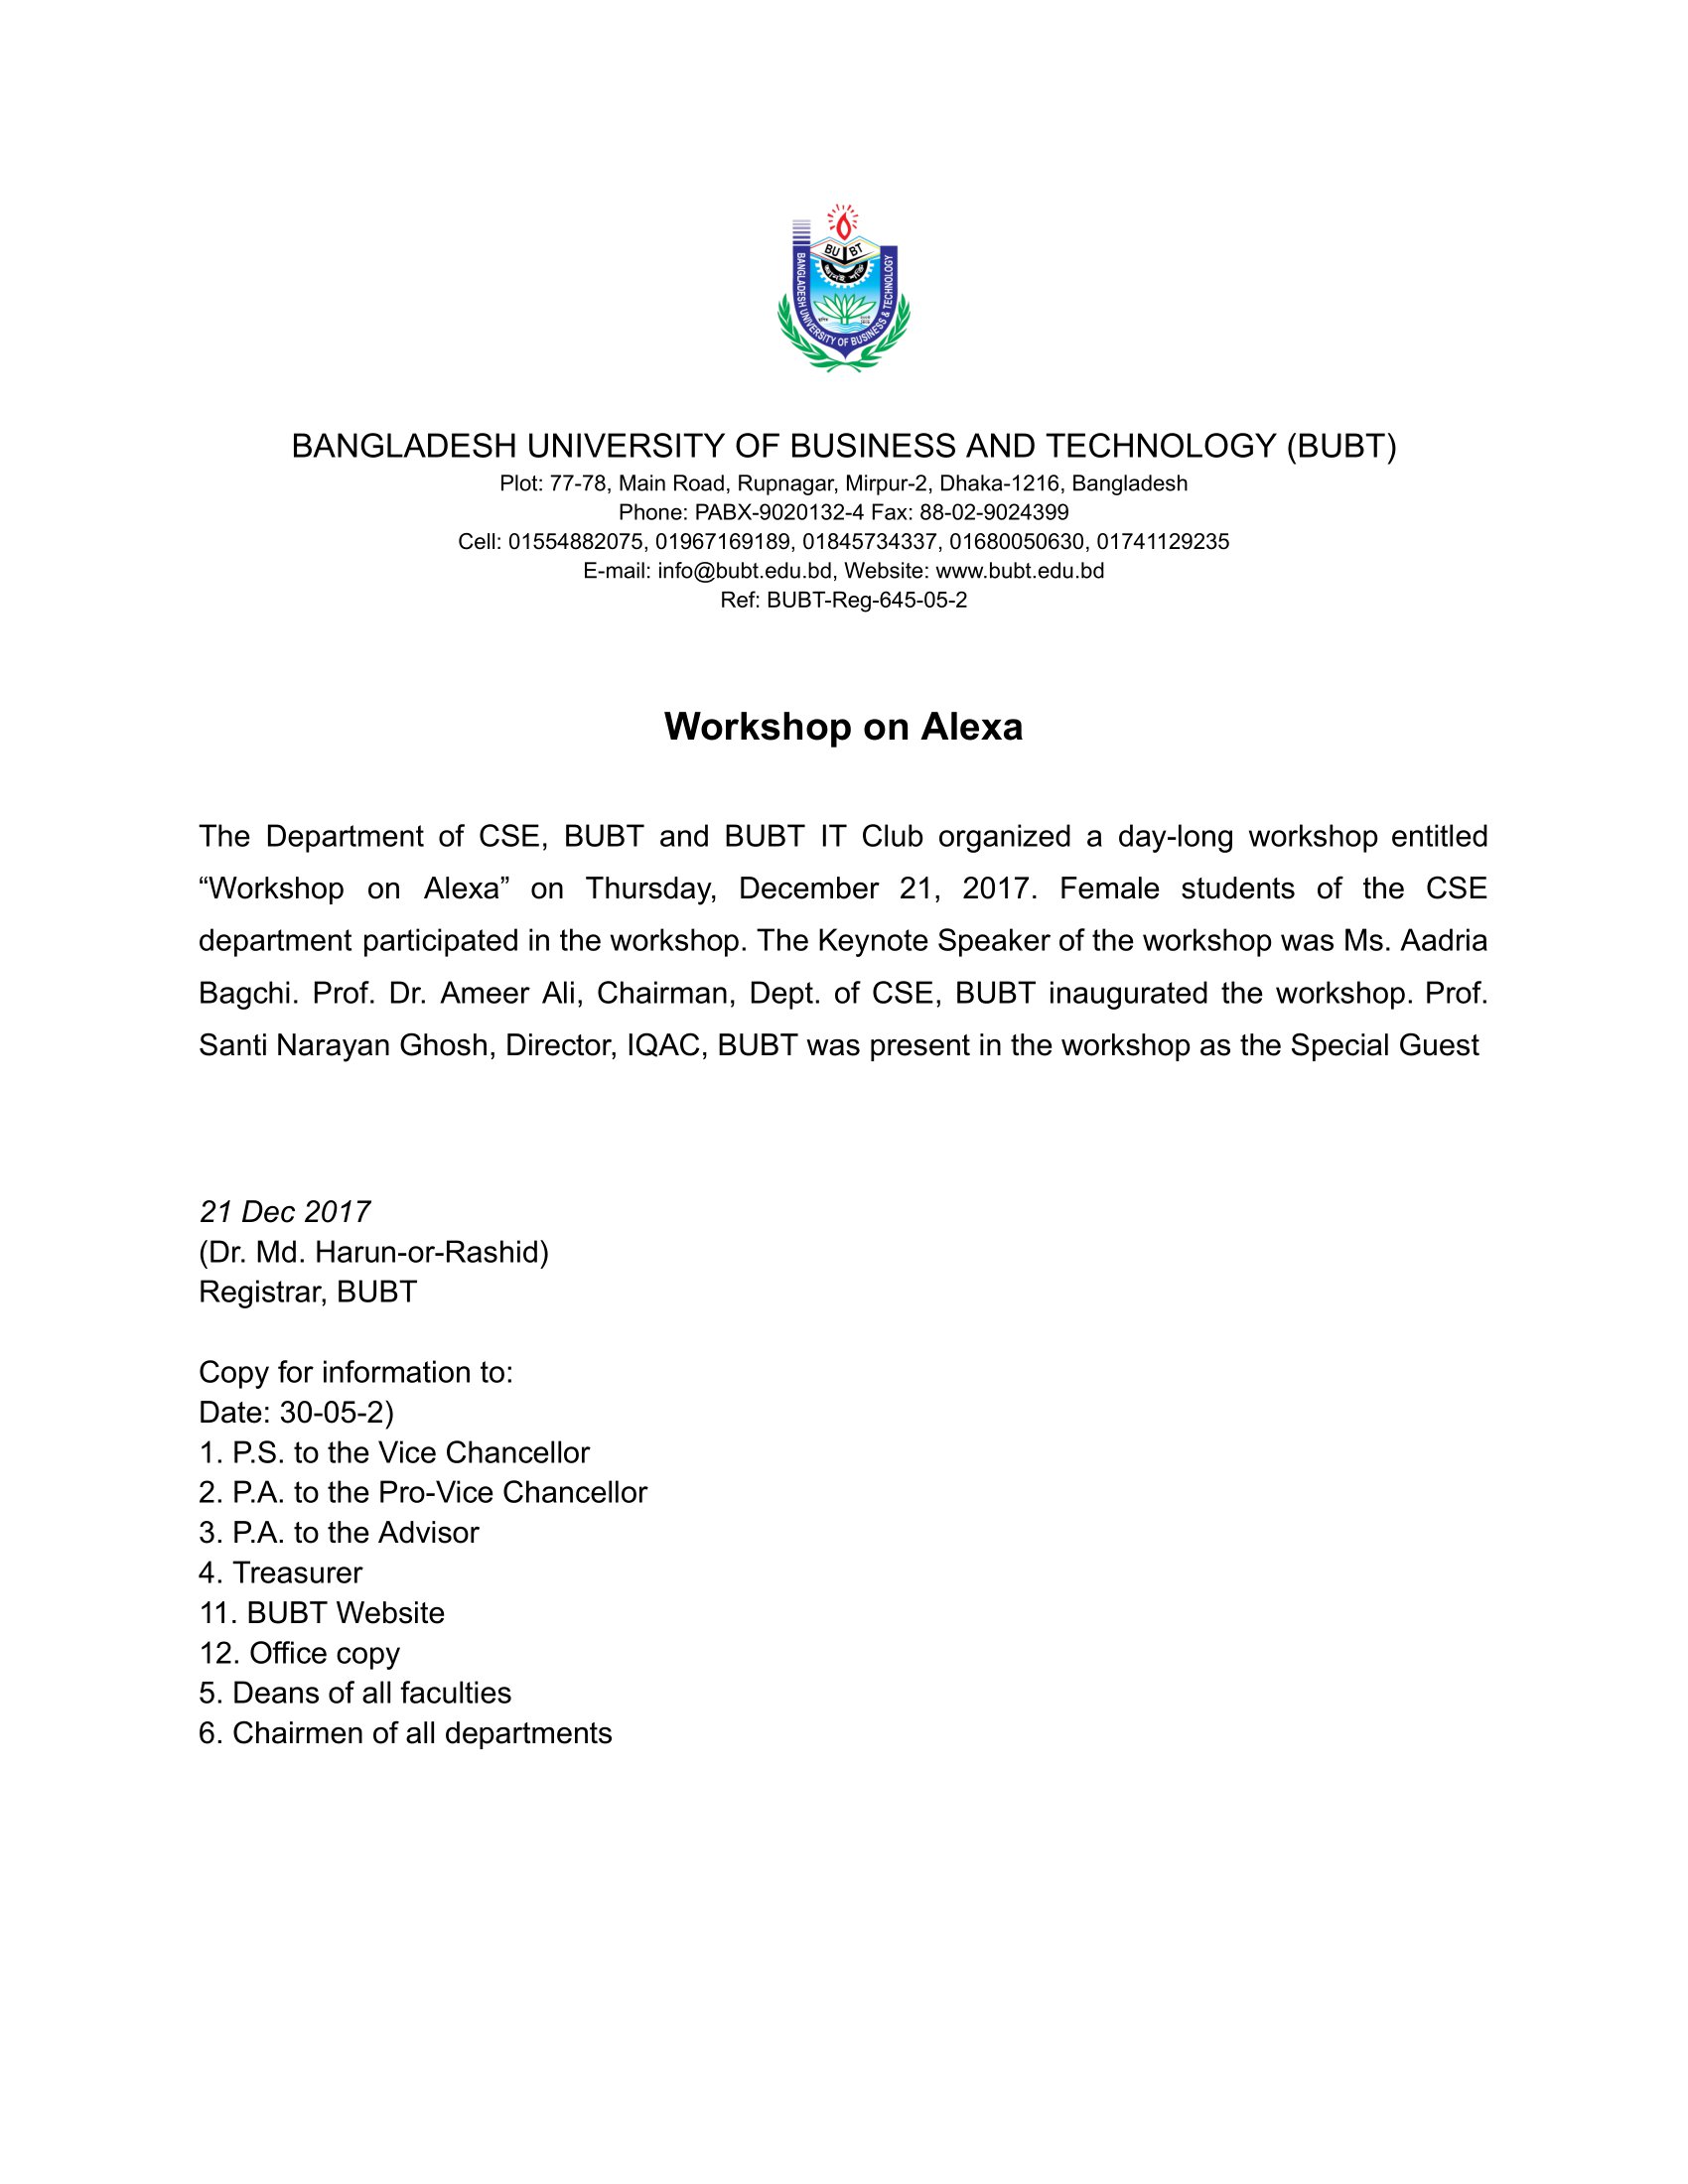 BU BT
BANGLADESH UNIVERSITY OF BUSINESS & TECHNOLOGY
BANGLADESH UNIVERSITY OF BUSINESS AND TECHNOLOGY (BUBT)
Plot: 77-78, Main Road, Rupnagar, Mirpur-2, Dhaka-1216, Bangladesh
Phone: PABX-9020132-4 Fax: 88-02-9024399
Cell: 01554882075, 01967169189, 01845734337, 01680050630, 01741129235
E-mail: info@bubt.edu.bd, Website: www.bubt.edu.bd
Ref: BUBT-Reg-645-05-2
Workshop on Alexa
The Department of CSE, BUBT and BUBT IT Club organized a day-long workshop entitled
“Workshop on Alexa” on Thursday, December 21, 2017. Female students of the CSE
department participated in the workshop. The Keynote Speaker of the workshop was Ms. Aadria
Bagchi. Prof. Dr. Ameer Ali, Chairman, Dept. of CSE, BUBT inaugurated the workshop. Prof.
Santi Narayan Ghosh, Director, IQAC, BUBT was present in the workshop as the Special Guest
21 Dec 2017
(Dr. Md. Harun-or-Rashid)
Registrar, BUBT
Copy for information to:
Date: 30-05-2)
1. P.S. to the Vice Chancellor
2. P.A. to the Pro-Vice Chancellor
3. P.A. to the Advisor
4. Treasurer
11. BUBT Website
12. Office copy
5. Deans of all faculties
6. Chairmen of all departments